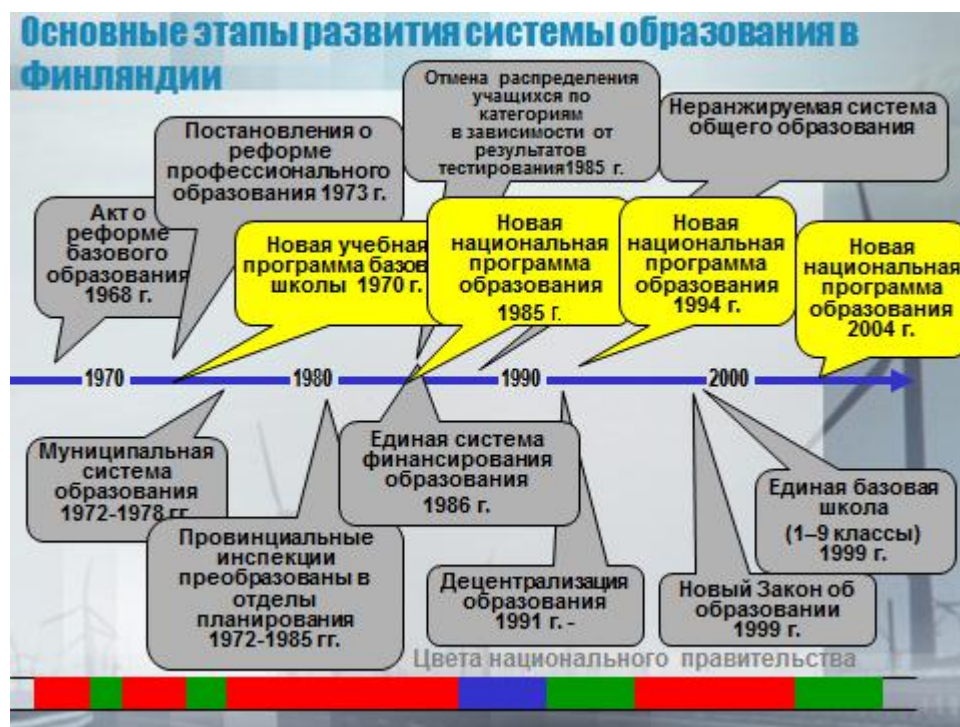 Основные этапы развития системы образования в
Финляндии
Отмена распределения
учащихся по
категориям
в зависимости от
результатов
тестирования1985 г.
Неранжируемая система
общего образования
Постановления о
реформе
профессионального
образования 1973 г.
Акт о
реформе
базового
образования
1968 г.
Новая учебная
программа базов
школы 1970 г.
Новая
национальная
программа
образования
1985 г.
Новая
национальная
программа
образования
1994 г.
Новая
национальная
программа
образования
2004 г.
1970 1980 1990 2000
Муниципальная
система
образования
1972-1978 гг
Единая система
финансирования
образования
1986 г.
Единая базовая
школа
(1–9 классы)
1999 г.
Провинциальные
инспекции
преобразованы в
отделы
планирования
1972-1985 гг.
Децентрализация
образования
1991 г. -
Новый Закон об
образовании
1999 г.
Цвета национального правительства